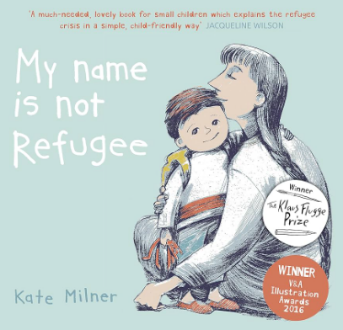 'A much-needed, lovely book for small children which explains the refugee
crisis in a simple, child-friendly way' JACQUELINE WILSON
My name
is not
Refugee
Winner
The Klaus Flugge
Prize
WINNER
V&A
Illustration
Awards
2016
Kate Milner